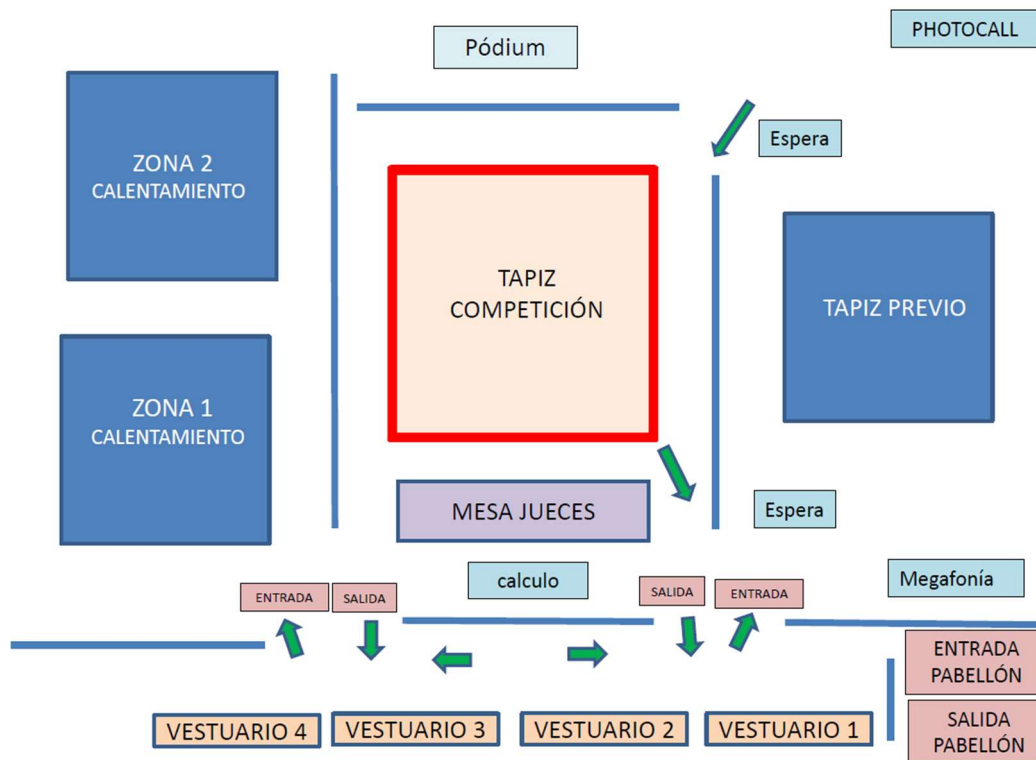 PHOTOCALL
Pódium
Espera
ZONA 2
CALENTAMIENTO
TAPIZ
COMPETICIÓN
TAPIZ PREVIO
ZONA 1
CALENTAMIENTO
MESA JUECES
Espera
calculo
Megafonía
ENTRADA
SALIDA
SALIDA
ENTRADA
ENTRADA
PABELLÓN
SALIDA
PABELLÓN
VESTUARIO 4
VESTUARIO 3
VESTUARIO 2
VESTUARIO 1